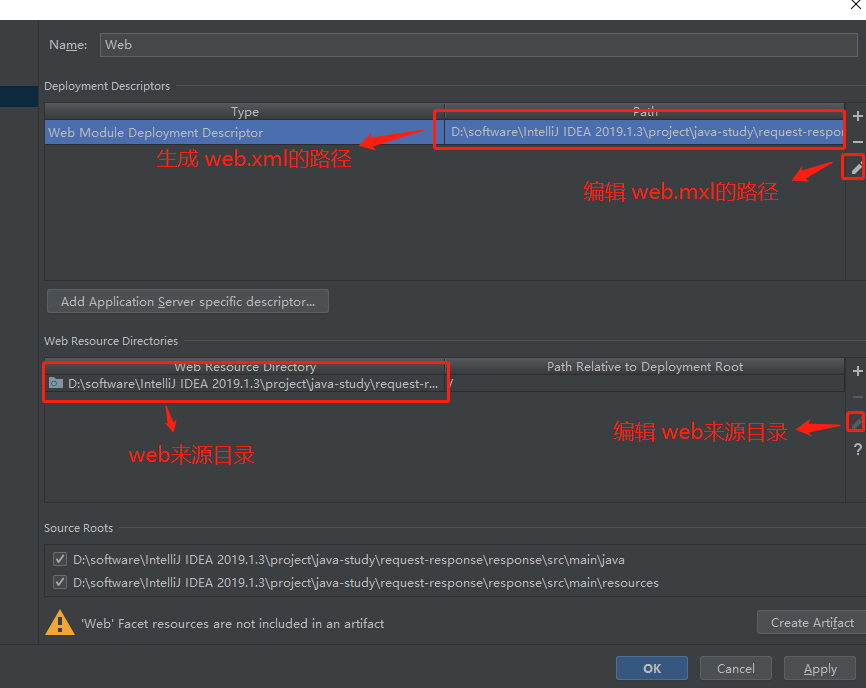 Name: Web
Deployment Descriptors
Type Path
Web Module Deployment Descriptor D:\software\IntelliJ IDEA 2019.1.3\project\java-study\request-respo
生成 web.xml的路径
编辑 web.mxl的路径
Add Application Server specific descriptor...
Web Resource Directories
Web Resource Directory Path Relative to Deployment Root
D:\software\IntelliJ IDEA 2019.1.3\project\java-study\request-r... /
web来源目录
编辑 web来源目录
Source Roots
D:\software\IntelliJ IDEA 2019.1.3\project\java-study\request-response\response\src\main\java
D:\software\IntelliJ IDEA 2019.1.3\project\java-study\request-response\response\src\main\resources
'Web' Facet resources are not included in an artifact Create Artifact
OK Cancel Apply